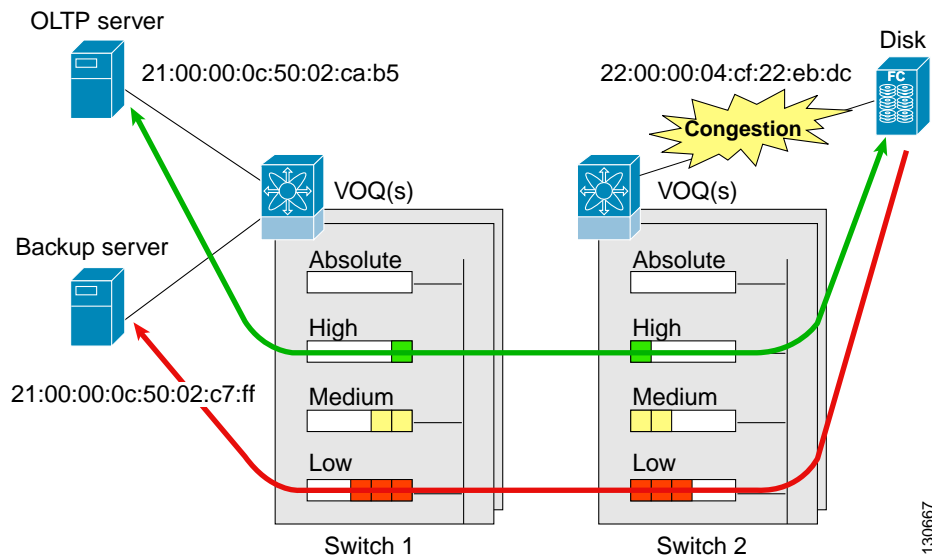 OLTP server
21:00:00:0c:50:02:ca:b5
22:00:00:04:cf:22:eb:dc
Disk
FC
Congestion
VOQ(s)
VOQ(s)
Backup server
21:00:00:0c:50:02:c7:ff
Absolute
High
Medium
Low
Switch 1
Absolute
High
Medium
Low
Switch 2
130667